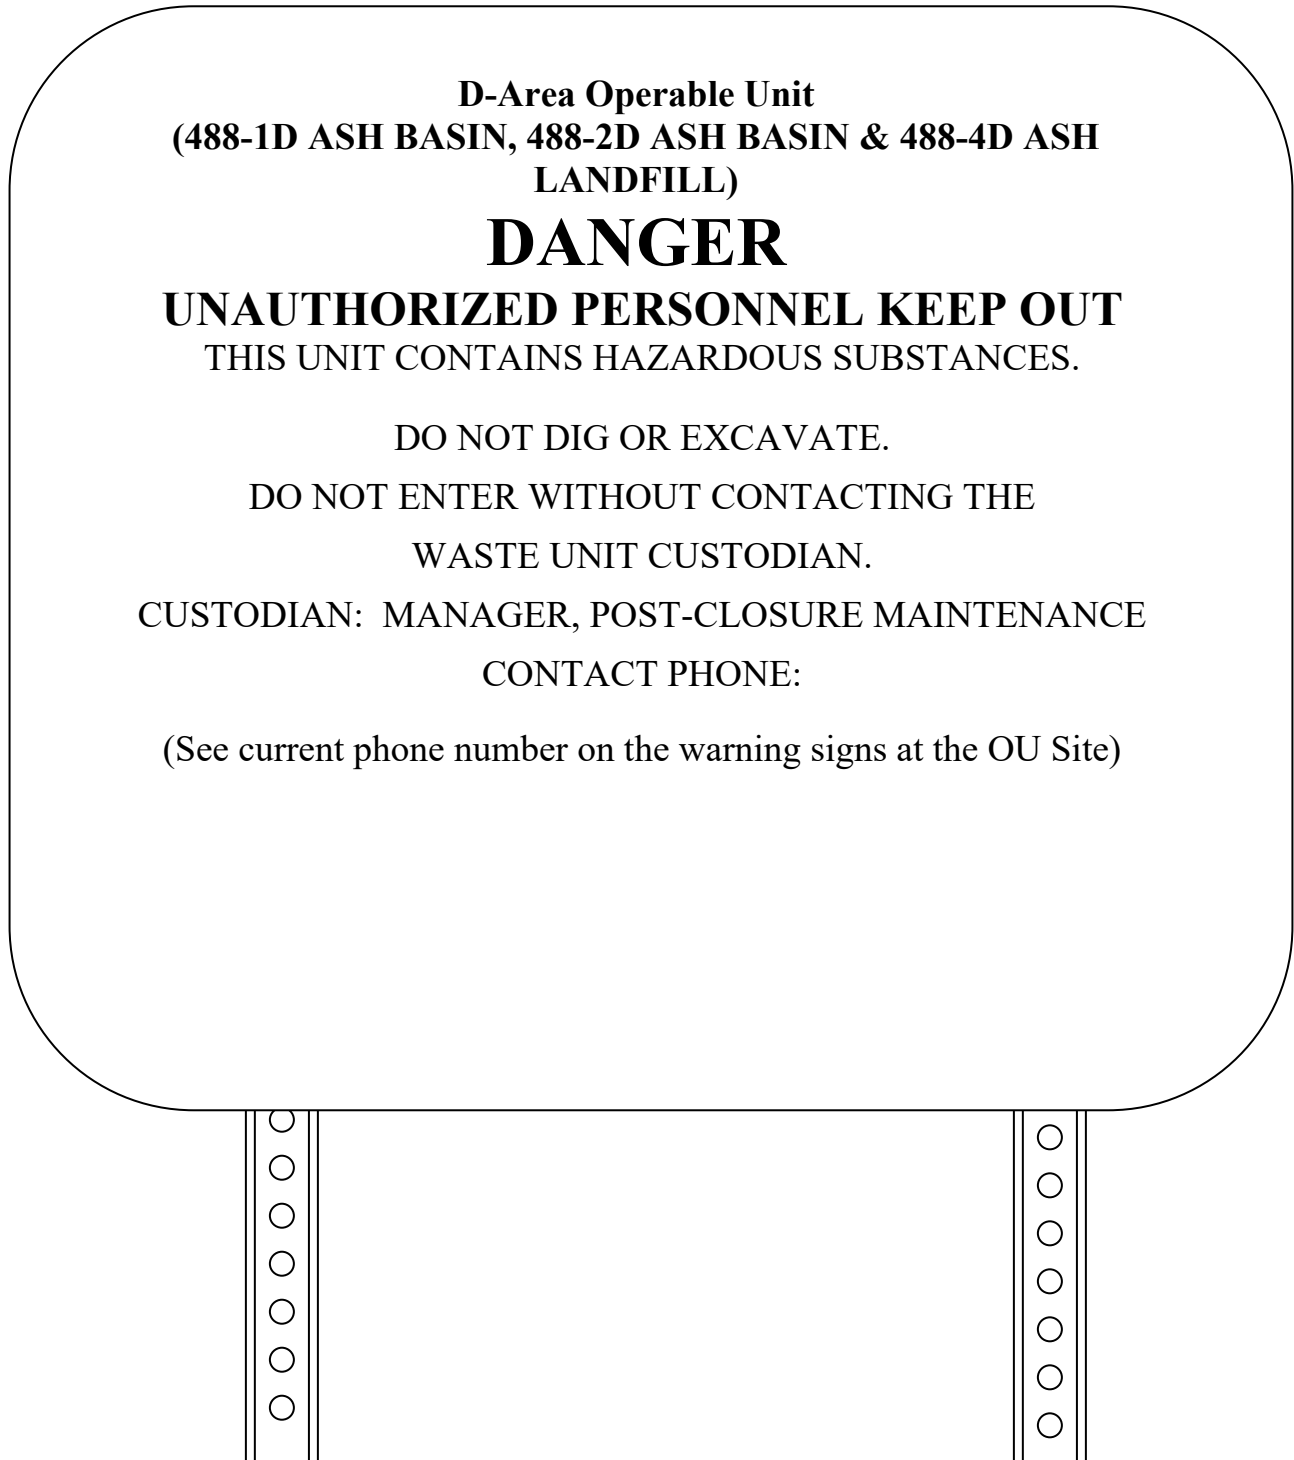 D-Area Operable Unit
(488-1D ASH BASIN, 488-2D ASH BASIN & 488-4D ASH
LANDFILL)
DANGER
UNAUTHORIZED PERSONNEL KEEP OUT
THIS UNIT CONTAINS HAZARDOUS SUBSTANCES.
DO NOT DIG OR EXCAVATE.
DO NOT ENTER WITHOUT CONTACTING THE
WASTE UNIT CUSTODIAN.
CUSTODIAN:  MANAGER, POST-CLOSURE MAINTENANCE
CONTACT PHONE:
(See current phone number on the warning signs at the OU Site)